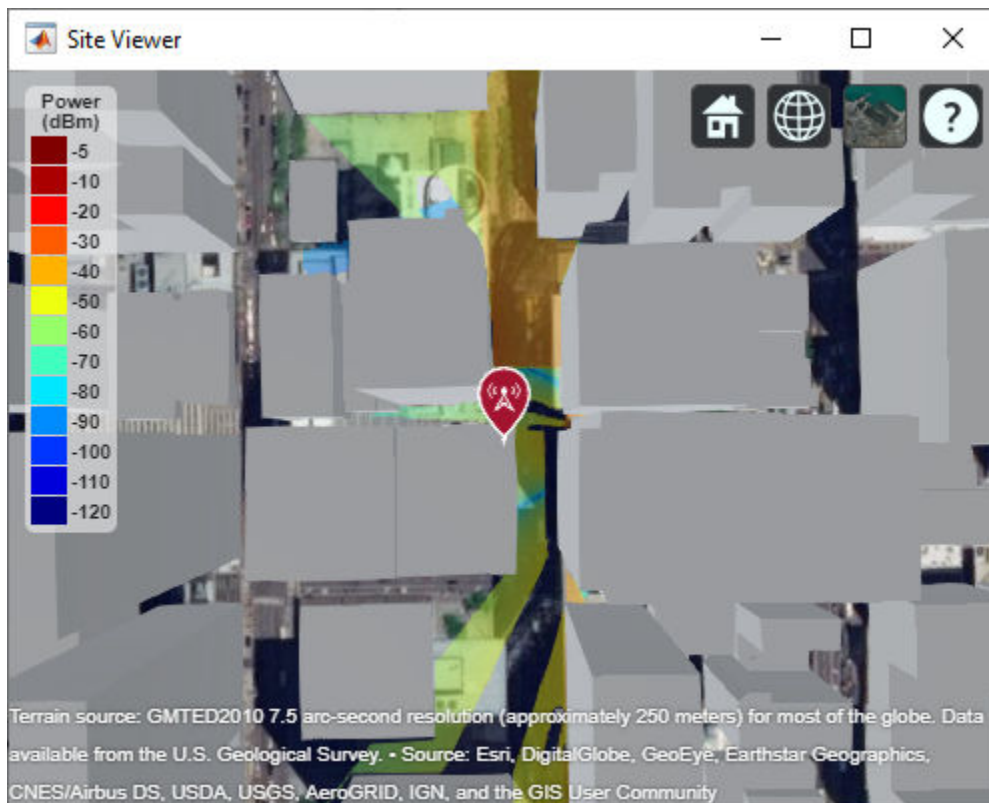 Site Viewer
Power
(dBm)
-5
-10
-20
-30
-40
-50
-60
-70
-80
-90
-100
-110
-120
?
Terrain source: GMTED2010 7.5 arc-second resolution (approximately 250 meters) for most of the globe. Data
available from the U.S. Geological Survey. • Source: Esri, DigitalGlobe, GeoEye, Earthstar Geographics,
CNES/Airbus DS, USDA, USGS, AeroGRID, IGN, and the GIS User Community